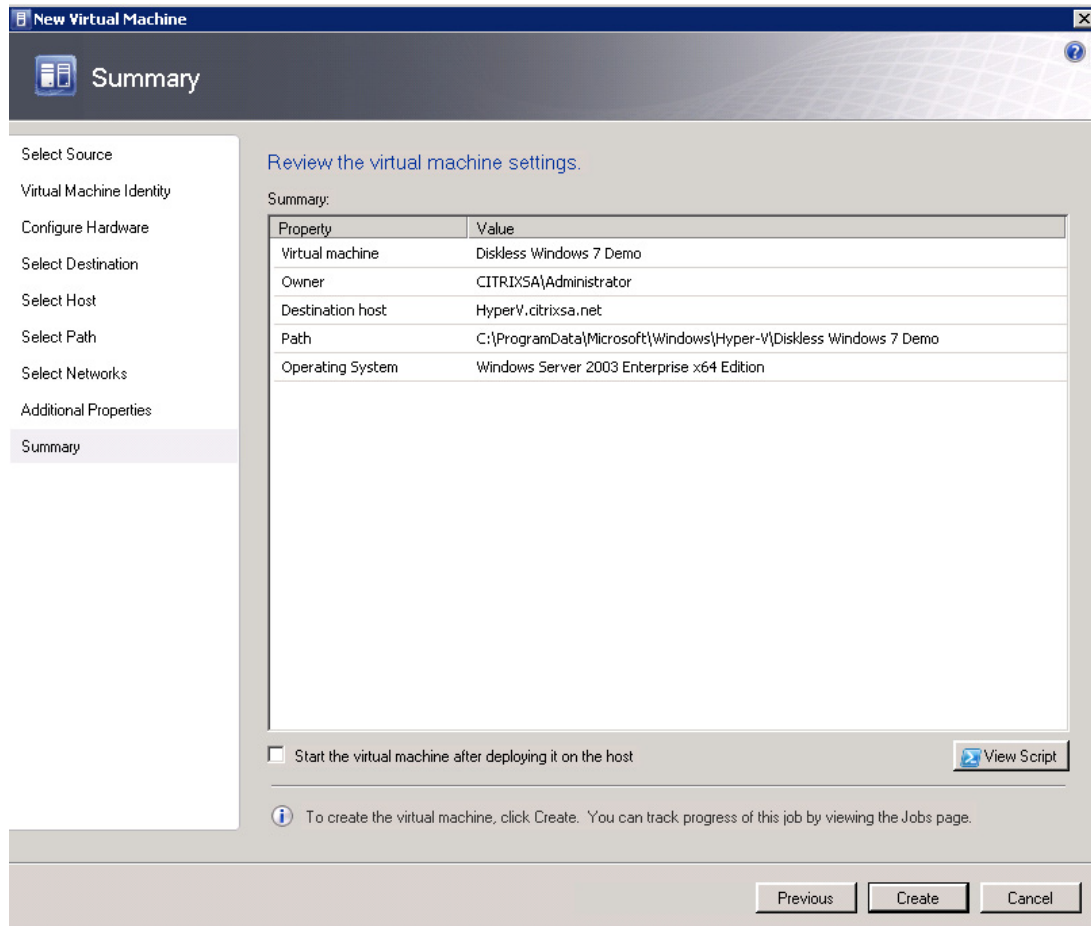 New Virtual Machine
Summary
Select Source
Virtual Machine Identity
Configure Hardware
Select Destination
Select Host
Select Path
Select Networks
Additional Properties
Summary
Review the virtual machine settings.
Summary:
Property Value
Virtual machine Diskless Windows 7 Demo
Owner CITRIXSA\Administrator
Destination host HyperV.citrixsa.net
Path C:\ProgramData\Microsoft\Windows\Hyper-V\Diskless Windows 7 Demo
Operating System Windows Server 2003 Enterprise x64 Edition
Start the virtual machine after deploying it on the host
View Script
To create the virtual machine, click Create. You can track progress of this job by viewing the Jobs page.
Previous Create Cancel